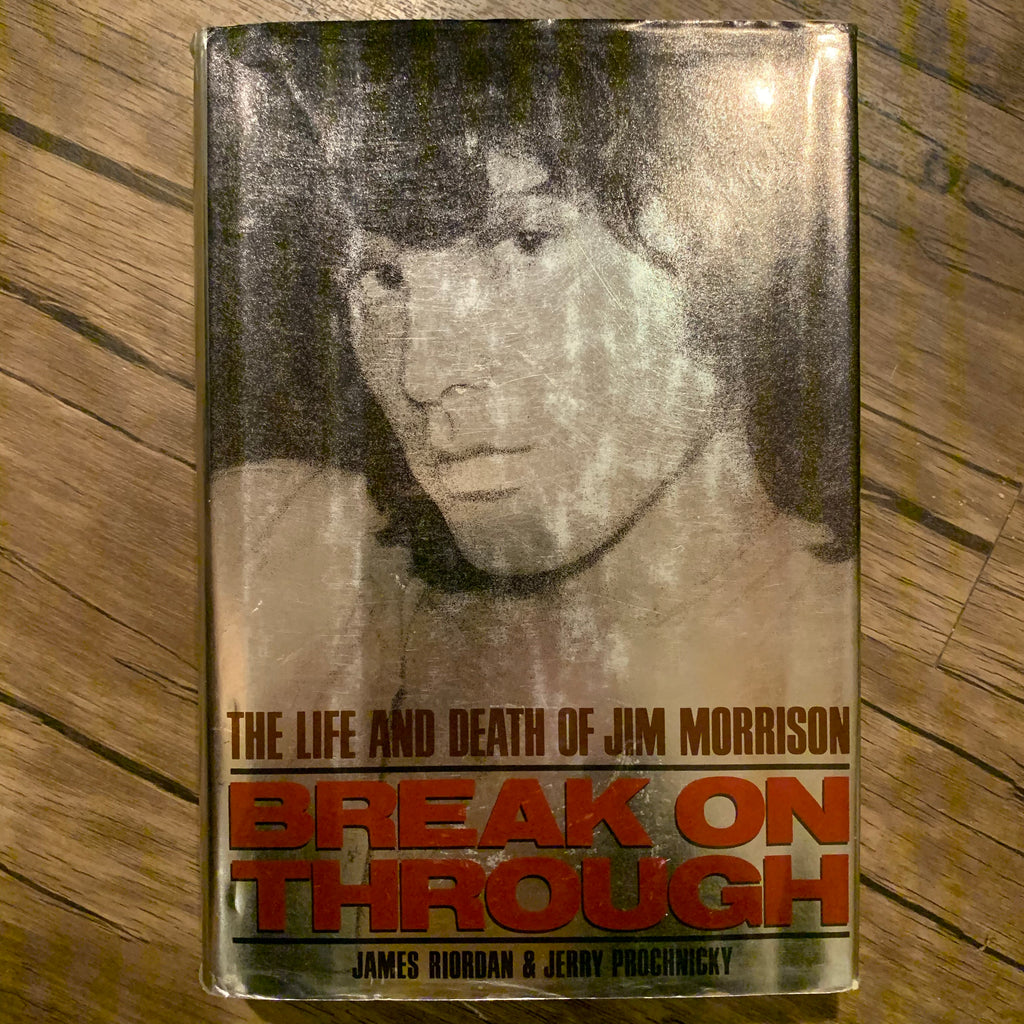 THE LIFE AND DEATH OF JIM MORRISON
BREAK ON
THROUGH
JAMES RIORDAN & JERRY PROCHNICKY